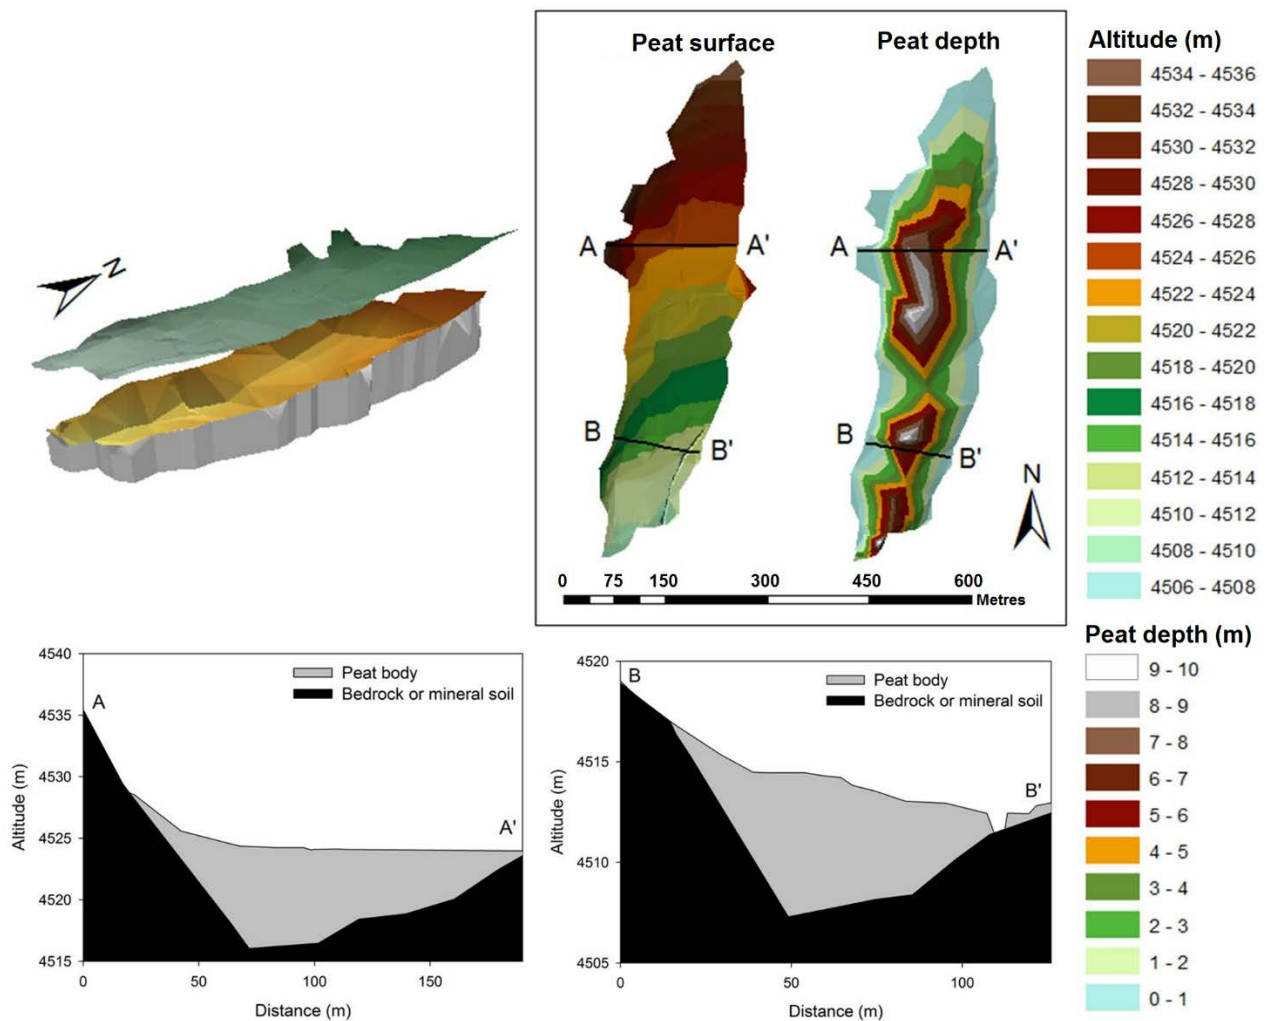 N
Peat surface
Peat depth
A
A'
A
A'
B
B'
B
B'
N
0 75 150 300 450 600
Metres
Altitude (m)
4534 - 4536
4532 - 4534
4530 - 4532
4528 - 4530
4526 - 4528
4524 - 4526
4522 - 4524
4520 - 4522
4518 - 4520
4516 - 4518
4514 - 4516
4512 - 4514
4510 - 4512
4508 - 4510
4506 - 4508
Peat depth (m)
9 - 10
8 - 9
7 - 8
6 - 7
5 - 6
4 - 5
3 - 4
2 - 3
1 - 2
0 - 1
4540
4535
4530
4525
4520
4515
Altitude (m)
A
Peat body
Bedrock or mineral soil
A'
0 50 100 150
Distance (m)
4520
4515
4510
4505
Altitude (m)
B
Peat body
Bedrock or mineral soil
B'
0 50 100
Distance (m)